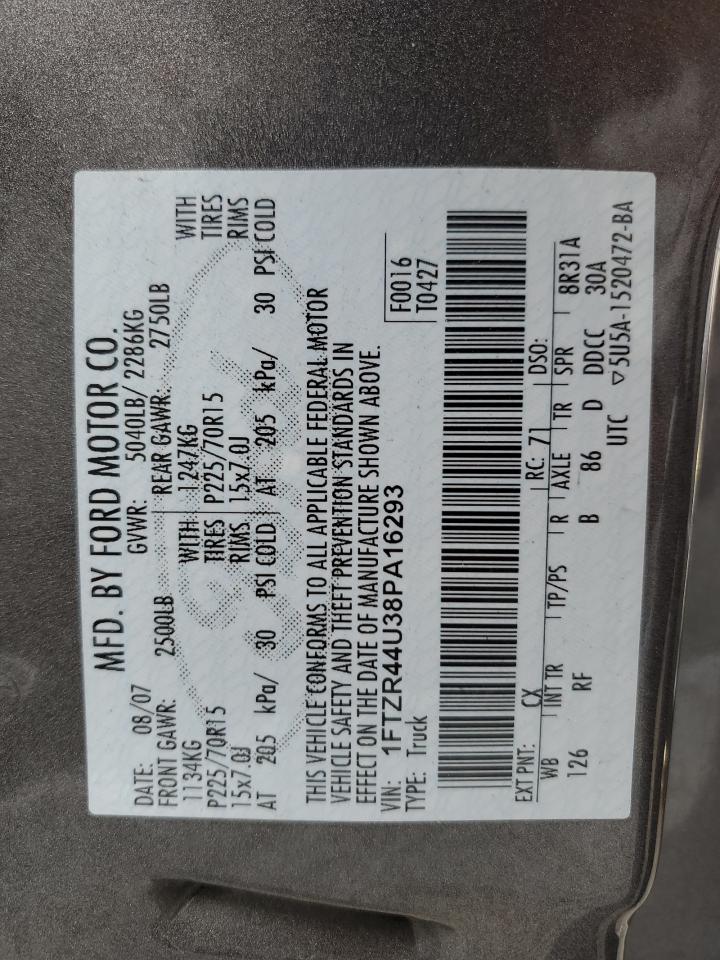 MFD. BY FORD MOTOR CO.
DATE: 08/07 GVWR: 5040LB/ 2286KG
FRONT GAWR: 2500LB REAR GAWR: 2750LB
1134KG WITH 1247KG WITH
P225/70R15 TIRES P225/70R15 TIRES
15x7.0J RIMS 15x7.0J RIMS
AT 205 kPa/ 30 PSI COLD AT 205 kPa/ 30 PSI COLD
THIS VEHICLE CONFORMS TO ALL APPLICABLE FEDERAL MOTOR
VEHICLE SAFETY AND THEFT PREVENTION STANDARDS IN
EFFECT ON THE DATE OF MANUFACTURE SHOWN ABOVE.
VIN: 1FTZR44U38PA16293 F0016
TYPE: Truck T0427
EXT PNT: CX RC: 71 DSO:
WB INT TR TP/PS R AXLE TR SPR 8R31A
126 RF B 86 D DDCC 30A
UTC ▽5U5A-1520472-BA